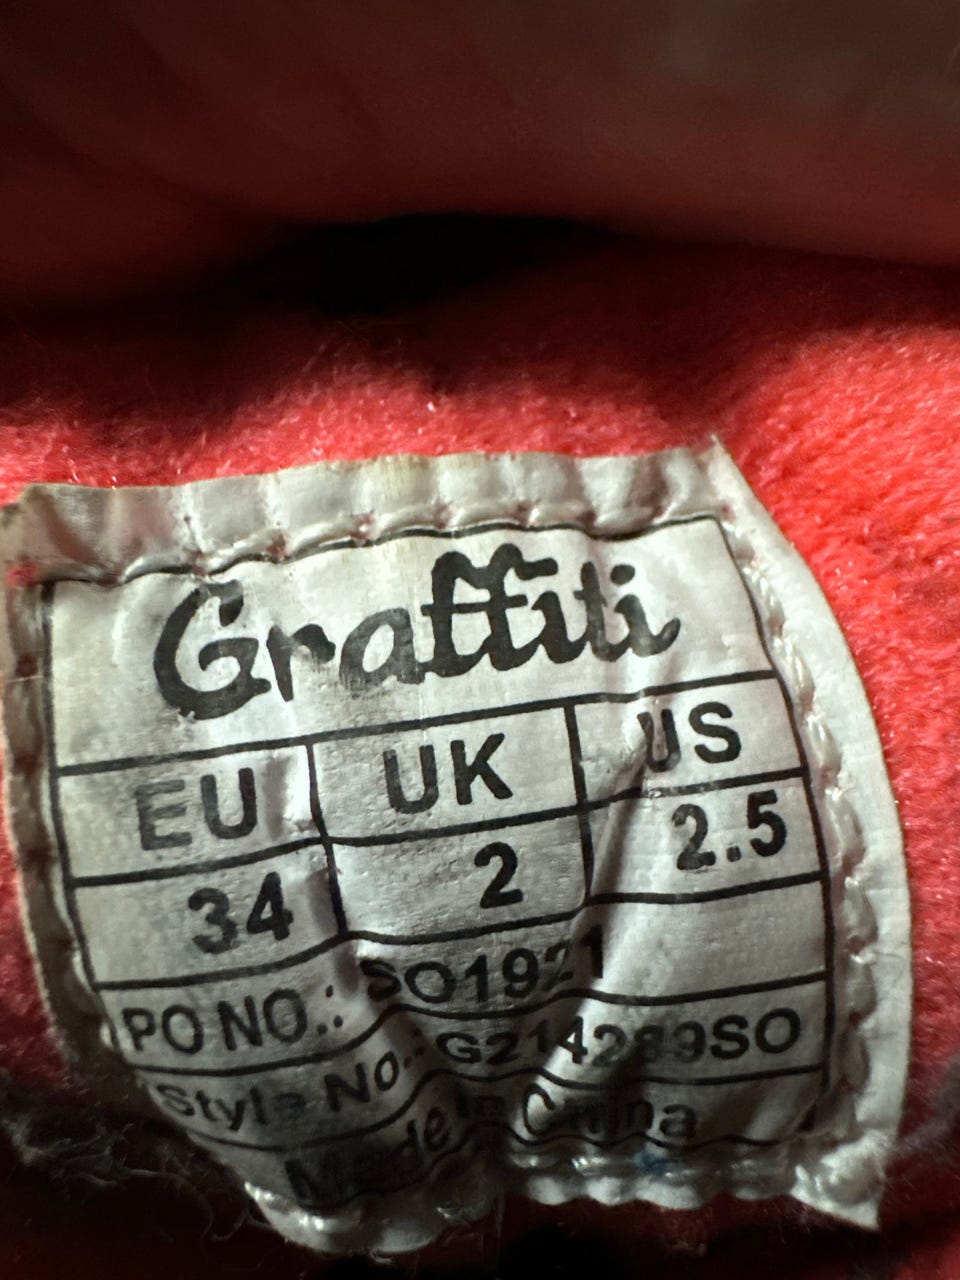 Graffiti
EU UK US
34 2 2.5
PO NO.: SO1921
Style No.: G214289SO
Made In China